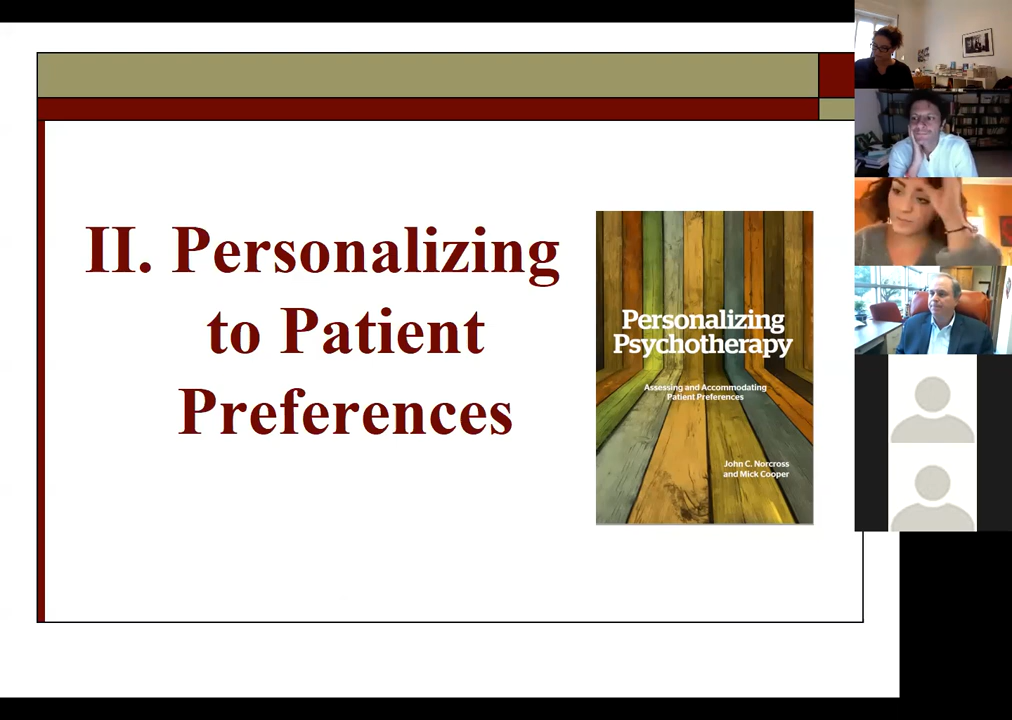 II. Personalizing
to Patient
Preferences
Personalizing
Psychotherapy
Assessing and Accommodating
Patient Preferences
John C. Norcross
and Mick Cooper